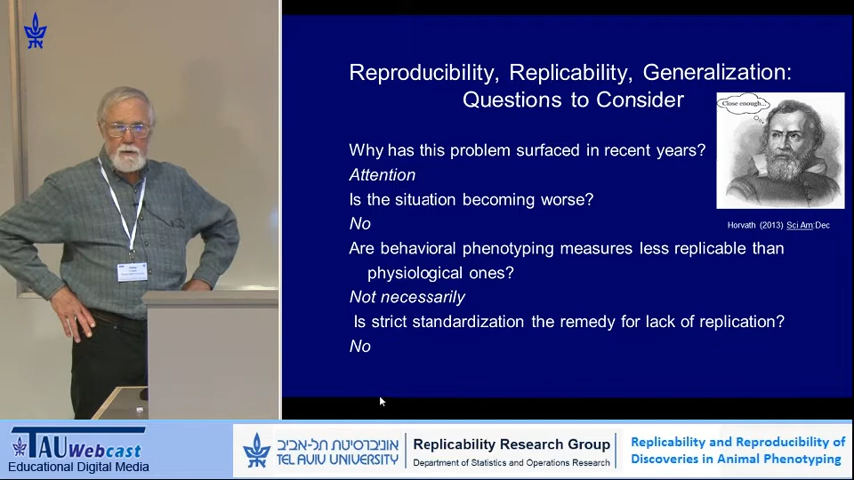 Reproducibility, Replicability, Generalization:
Questions to Consider
Close enough...
Why has this problem surfaced in recent years?
Attention
Is the situation becoming worse?
No
Horvath (2013) Sci Am:Dec
Are behavioral phenotyping measures less replicable than
physiological ones?
Not necessarily
Is strict standardization the remedy for lack of replication?
No
TAU Webcast
Educational Digital Media
אוניברסיטת תל-אביב
TEL AVIV UNIVERSITY
Replicability Research Group
Department of Statistics and Operations Research
Replicability and Reproducibility of
Discoveries in Animal Phenotyping